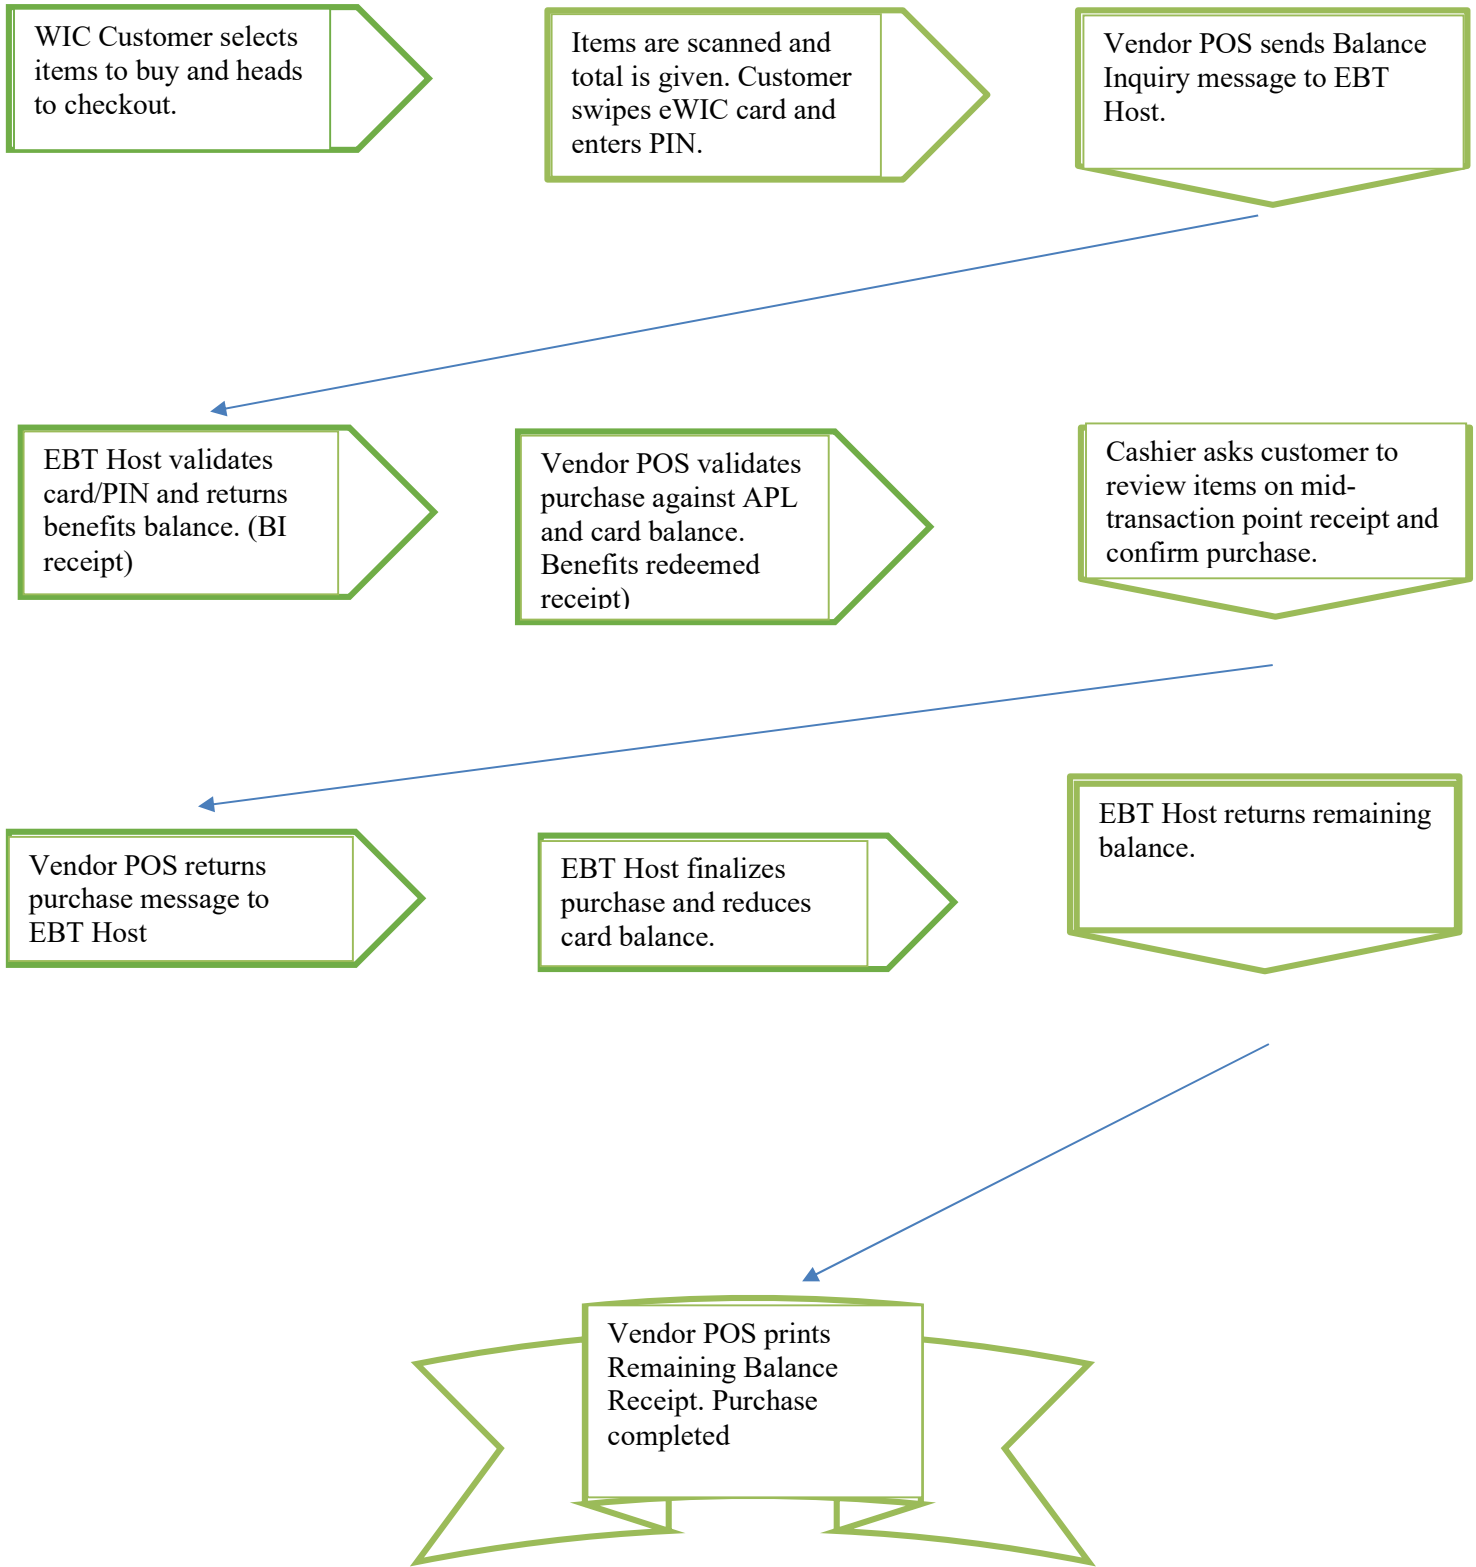 WIC Customer selects
items to buy and heads
to checkout.
Items are scanned and
total is given. Customer
swipes eWIC card and
enters PIN.
Vendor POS sends Balance
Inquiry message to EBT
Host.
EBT Host validates
card/PIN and returns
benefits balance. (BI
receipt)
Vendor POS validates
purchase against APL
and card balance.
Benefits redeemed
receipt)
Cashier asks customer to
review items on mid-
transaction point receipt and
confirm purchase.
Vendor POS returns
purchase message to
EBT Host
EBT Host finalizes
purchase and reduces
card balance.
EBT Host returns remaining
balance.
Vendor POS prints
Remaining Balance
Receipt. Purchase
completed